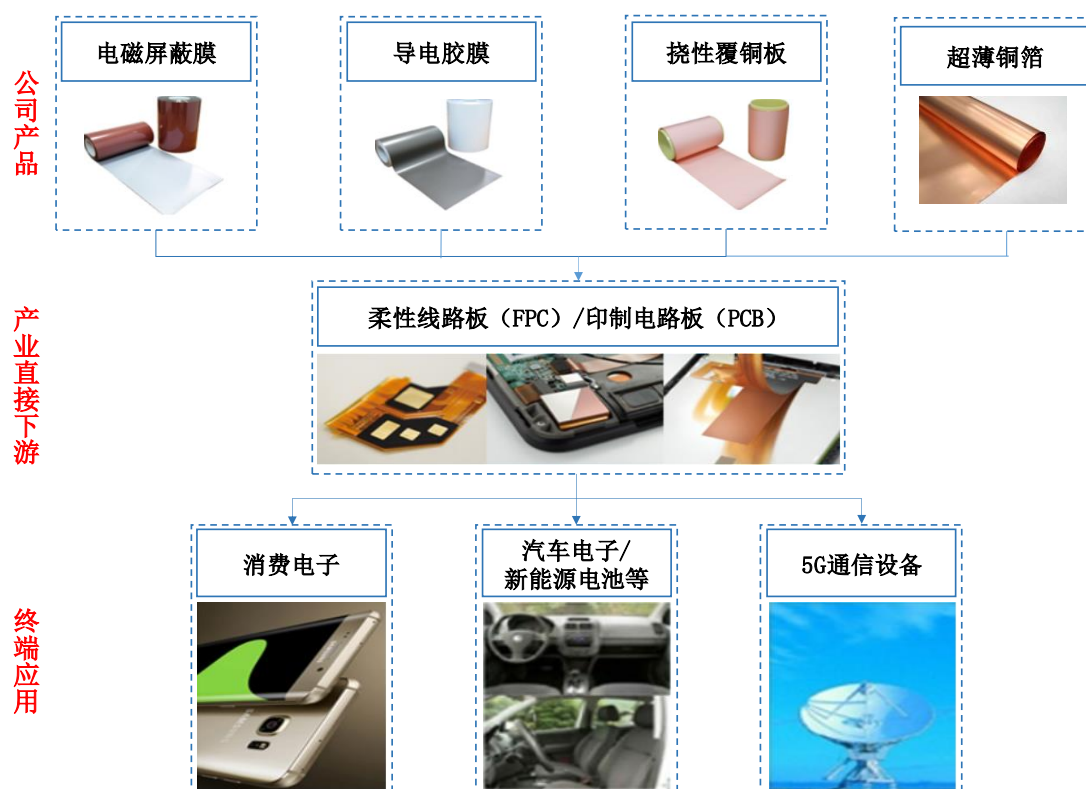 公司产品
电磁屏蔽膜
导电胶膜
挠性覆铜板
超薄铜箔
产业直接下游
柔性线路板（FPC）/印制电路板（PCB）
终端应用
消费电子
汽车电子/
新能源电池等
5G通信设备
SAMSUNG